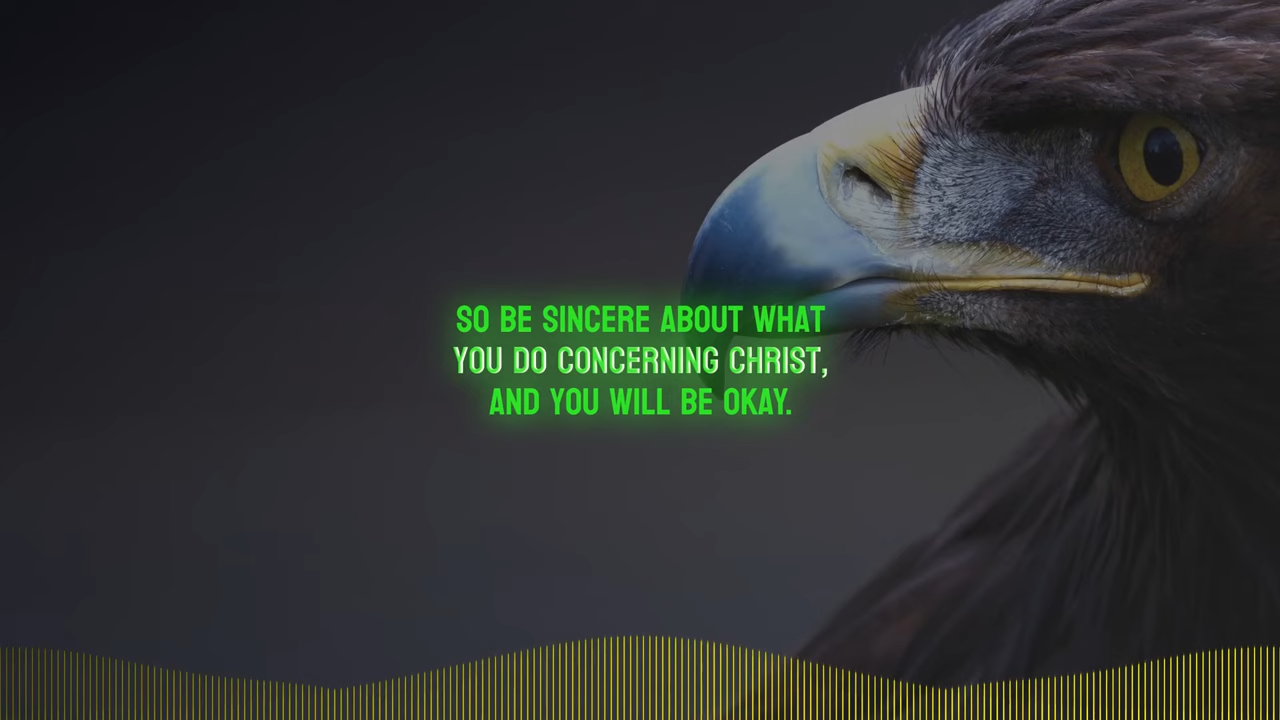 SO BE SINCERE ABOUT WHAT
YOU DO CONCERNING CHRIST,
AND YOU WILL BE OKAY.